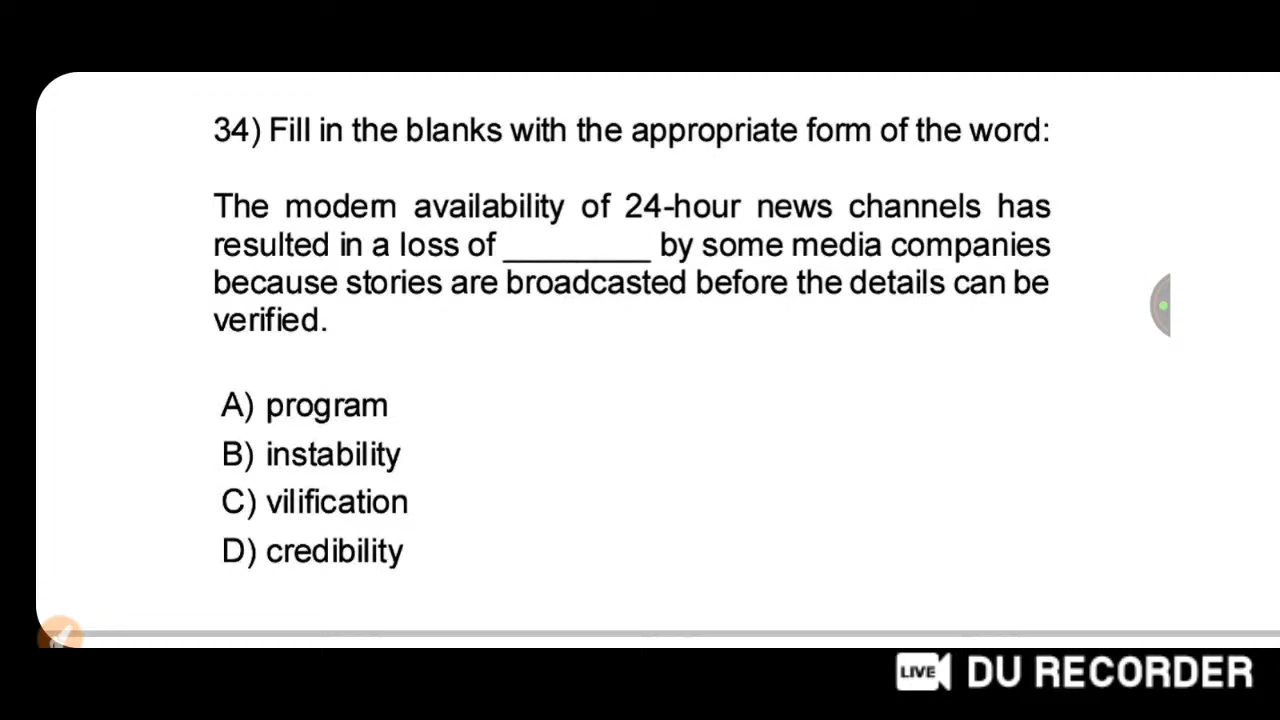 34) Fill in the blanks with the appropriate form of the word:
The modern availability of 24-hour news channels has
resulted in a loss of _________ by some media companies
because stories are broadcasted before the details can be
verified.
A) program
B) instability
C) vilification
D) credibility
LIVE DU RECORDER